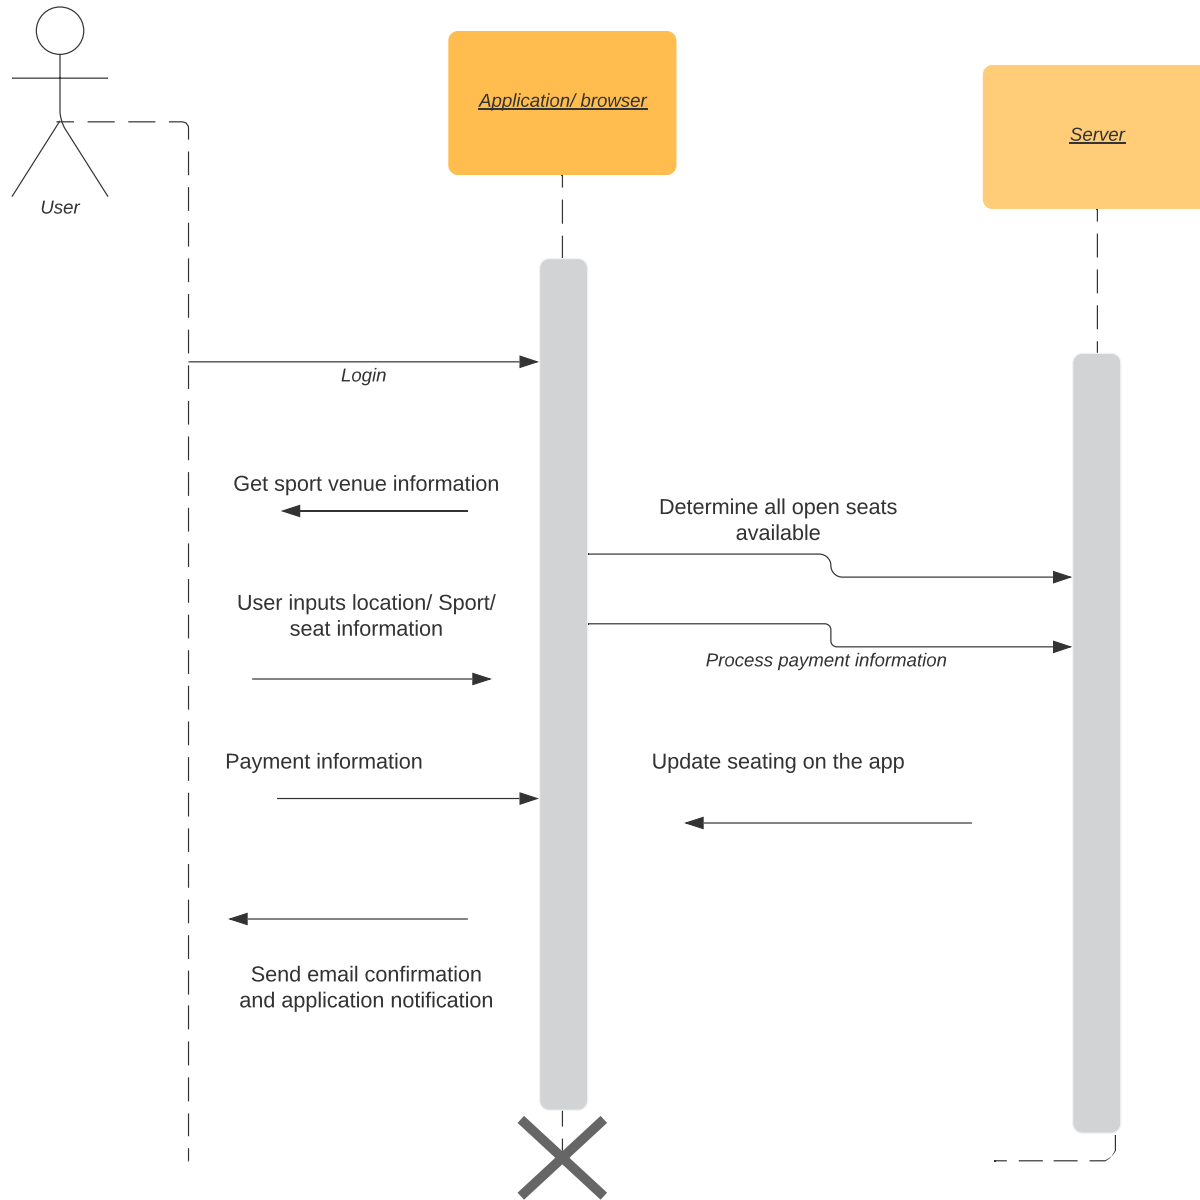 Application/ browser
Server
User
Login
Get sport venue information
Determine all open seats
available
User inputs location/ Sport/
seat information
Process payment information
Payment information
Update seating on the app
Send email confirmation
and application notification